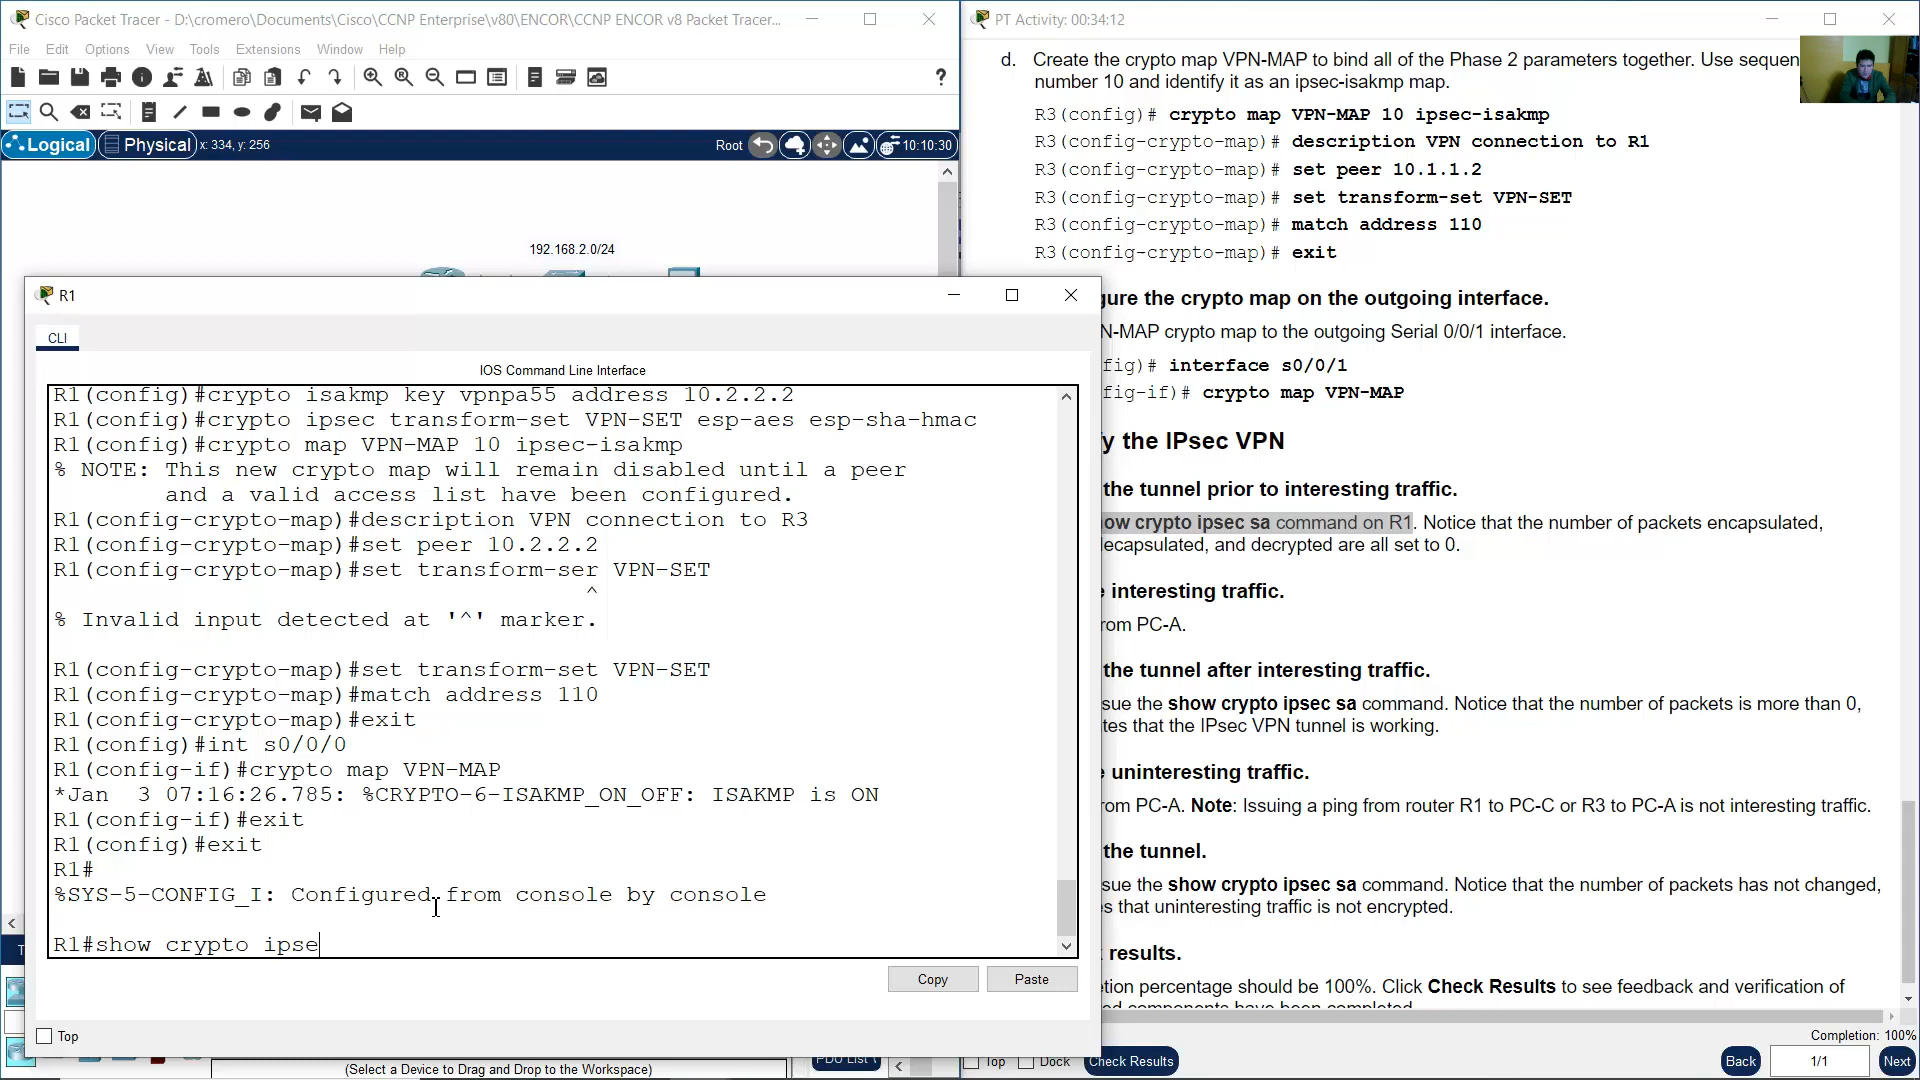 Cisco Packet Tracer - D:\cromero\Documents\Cisco\CCNP Enterprise\v80\ENCOR\CCNP ENCOR v8 Packet Tracer...
File Edit Options View Tools Extensions Window Help
Logical Physical x: 334, y: 256
Root 10:10:30
192.168.2.0/24
R1
CLI
IOS Command Line Interface
R1(config)#crypto isakmp key vpnpa55 address 10.2.2.2
R1(config)#crypto ipsec transform-set VPN-SET esp-aes esp-sha-hmac
R1(config)#crypto map VPN-MAP 10 ipsec-isakmp
% NOTE: This new crypto map will remain disabled until a peer
and a valid access list have been configured.
R1(config-crypto-map)#description VPN connection to R3
R1(config-crypto-map)#set peer 10.2.2.2
R1(config-crypto-map)#set transform-ser VPN-SET
^
% Invalid input detected at '^' marker.
R1(config-crypto-map)#set transform-set VPN-SET
R1(config-crypto-map)#match address 110
R1(config-crypto-map)#exit
R1(config)#int s0/0/0
R1(config-if)#crypto map VPN-MAP
*Jan  3 07:16:26.785: %CRYPTO-6-ISAKMP_ON_OFF: ISAKMP is ON
R1(config-if)#exit
R1(config)#exit
R1#
%SYS-5-CONFIG_I: Configured from console by console
R1#show crypto ipse
Copy Paste
Top
(Select a Device to Drag and Drop to the Workspace)
PT Activity: 00:34:12
d. Create the crypto map VPN-MAP to bind all of the Phase 2 parameters together. Use sequen
number 10 and identify it as an ipsec-isakmp map.
R3(config)# crypto map VPN-MAP 10 ipsec-isakmp
R3(config-crypto-map)# description VPN connection to R1
R3(config-crypto-map)# set peer 10.1.1.2
R3(config-crypto-map)# set transform-set VPN-SET
R3(config-crypto-map)# match address 110
R3(config-crypto-map)# exit
gure the crypto map on the outgoing interface.
N-MAP crypto map to the outgoing Serial 0/0/1 interface.
fig)# interface s0/0/1
fig-if)# crypto map VPN-MAP
y the IPsec VPN
the tunnel prior to interesting traffic.
how crypto ipsec sa command on R1. Notice that the number of packets encapsulated,
decapsulated, and decrypted are all set to 0.
e interesting traffic.
rom PC-A.
the tunnel after interesting traffic.
sue the show crypto ipsec sa command. Notice that the number of packets is more than 0,
tes that the IPsec VPN tunnel is working.
e uninteresting traffic.
rom PC-A. Note: Issuing a ping from router R1 to PC-C or R3 to PC-A is not interesting traffic.
the tunnel.
sue the show crypto ipsec sa command. Notice that the number of packets has not changed,
s that uninteresting traffic is not encrypted.
results.
tion percentage should be 100%. Click Check Results to see feedback and verification of
Completion: 100%
Top Dock Check Results Back 1/1 Next